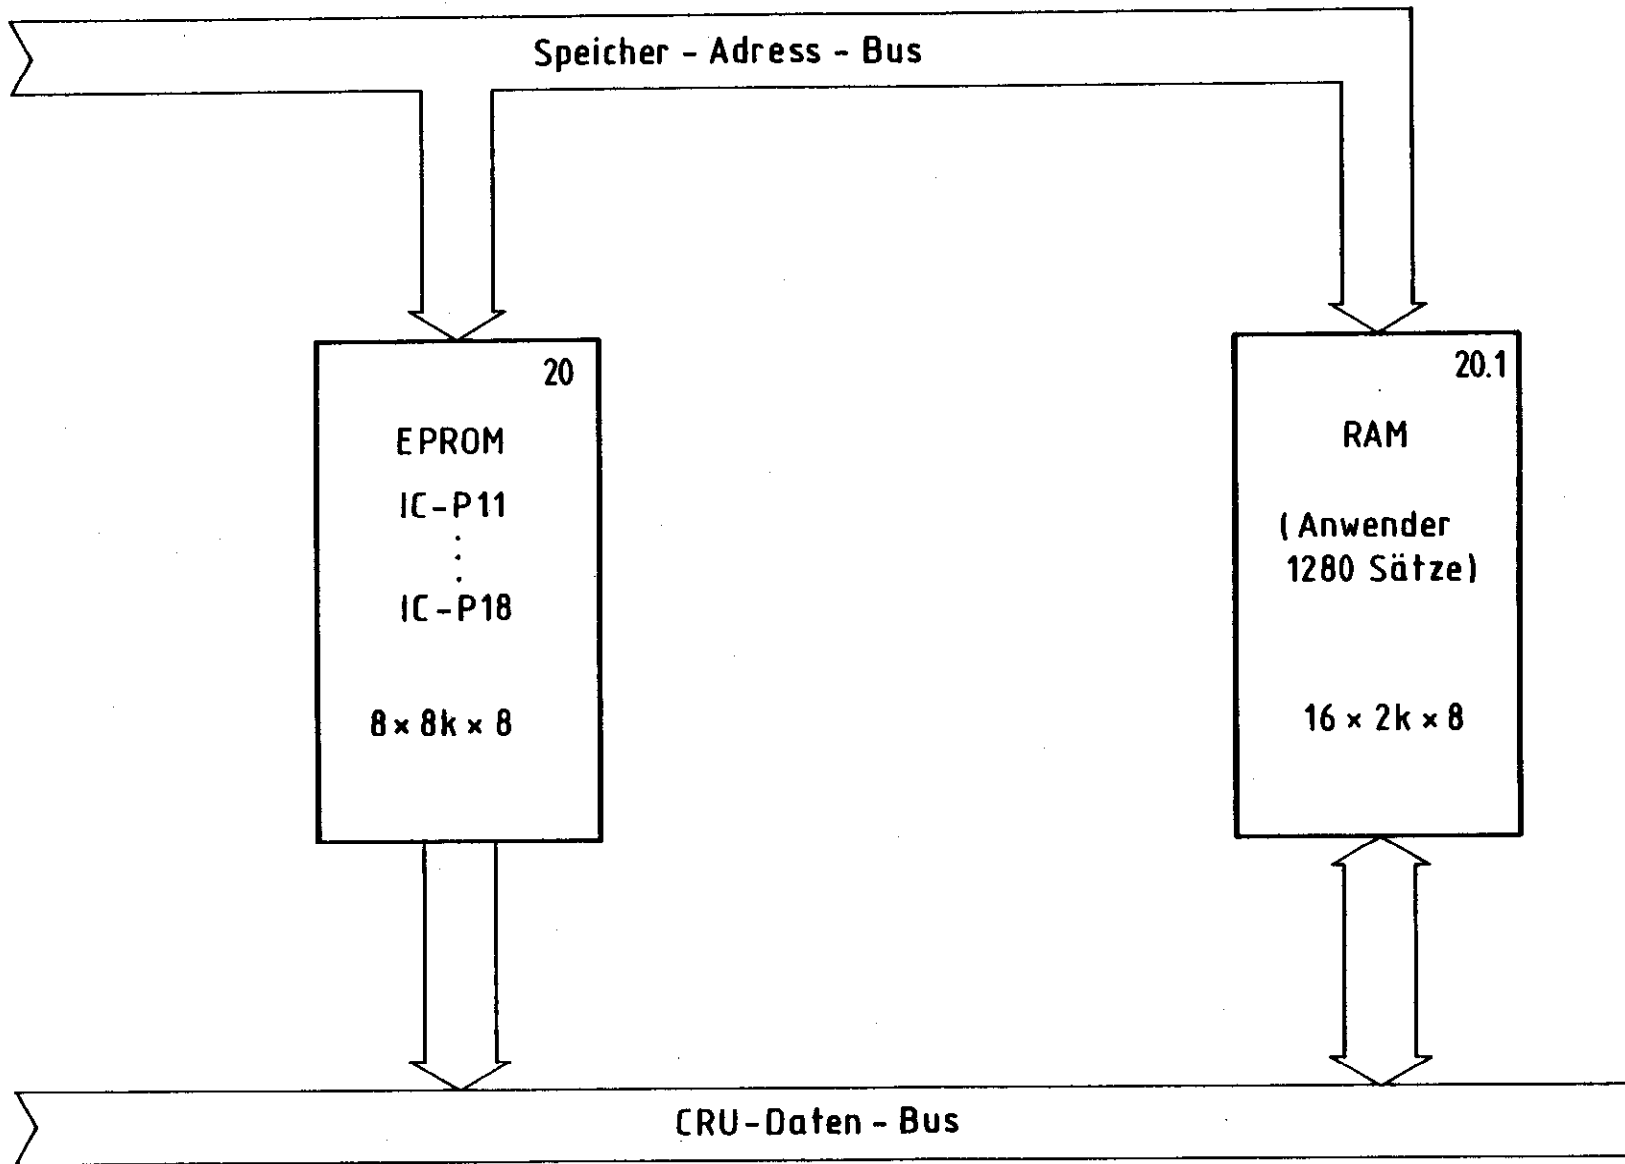 Speicher - Adress - Bus
20
EPROM
IC-P11
IC-P18
8 × 8k × 8
20.1
RAM
(Anwender
1280 Sätze)
16 × 2k × 8
CRU-Daten - Bus